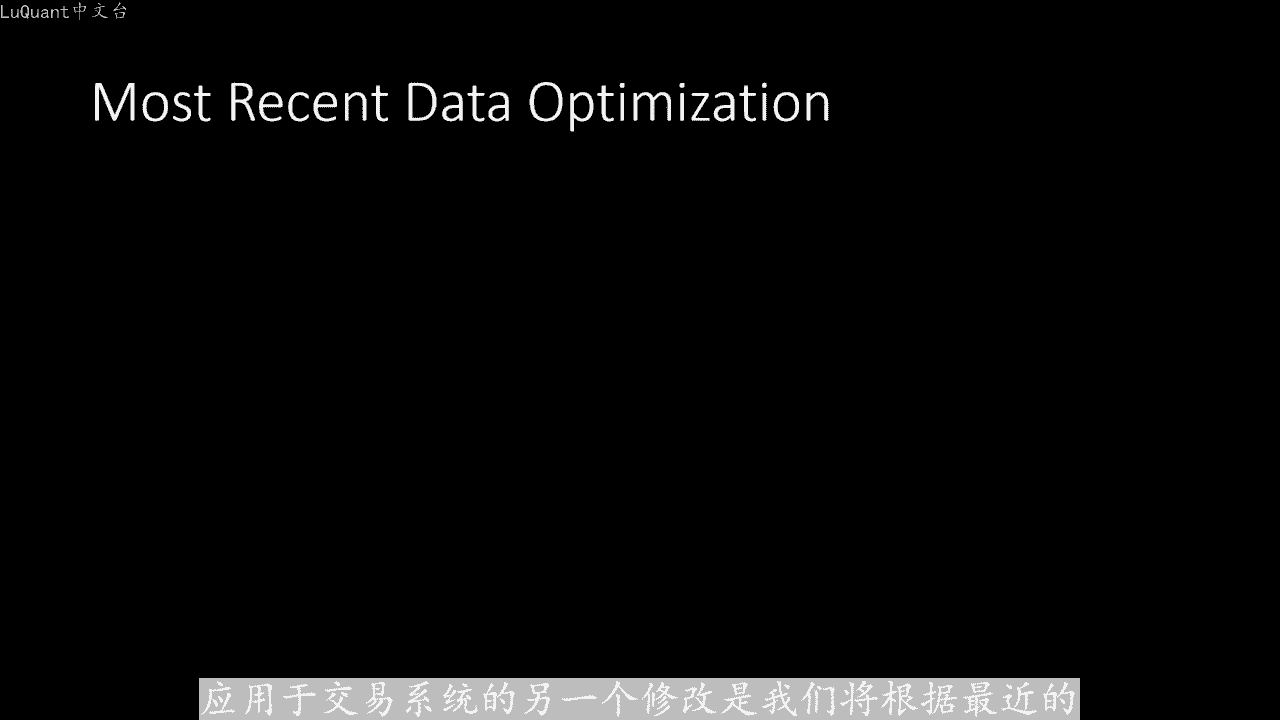 LuQuant中文台
Most Recent Data Optimization
应用于交易系统的另一个修改是我们将根据最近的